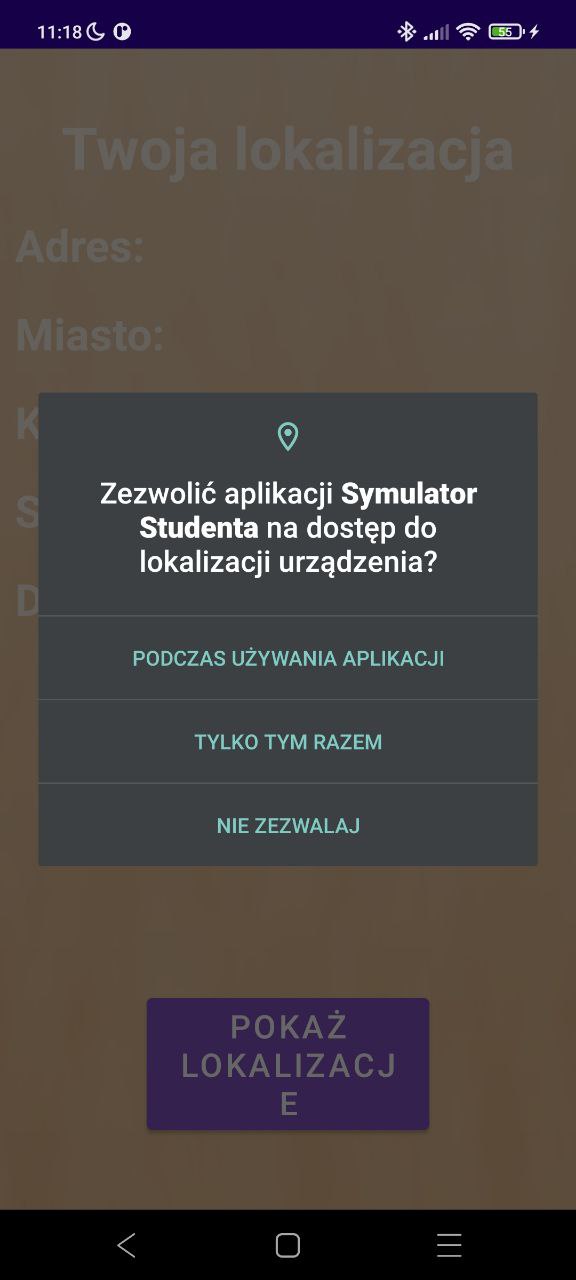 11:18
55
Twoja lokalizacja
Adres:
Miasto:
K
S
D
Zezwolić aplikacji Symulator
Studenta na dostęp do
lokalizacji urządzenia?
PODCZAS UŻYWANIA APLIKACJI
TYLKO TYM RAZEM
NIE ZEZWALAJ
POKAŻ
LOKALIZACJ
E